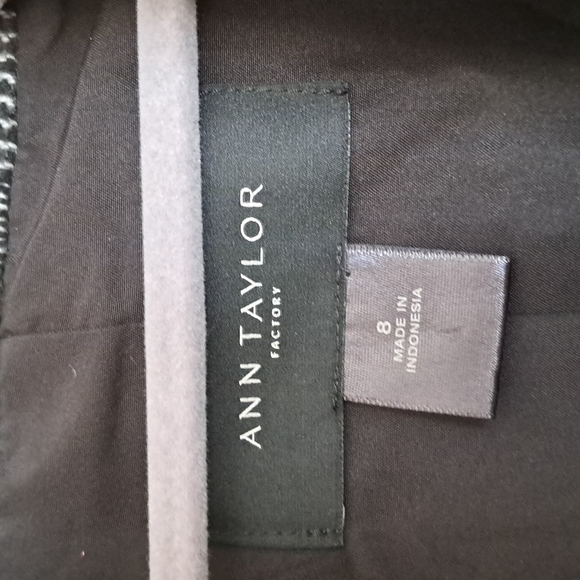 ANN TAYLOR
FACTORY
8
MADE IN
INDONESIA